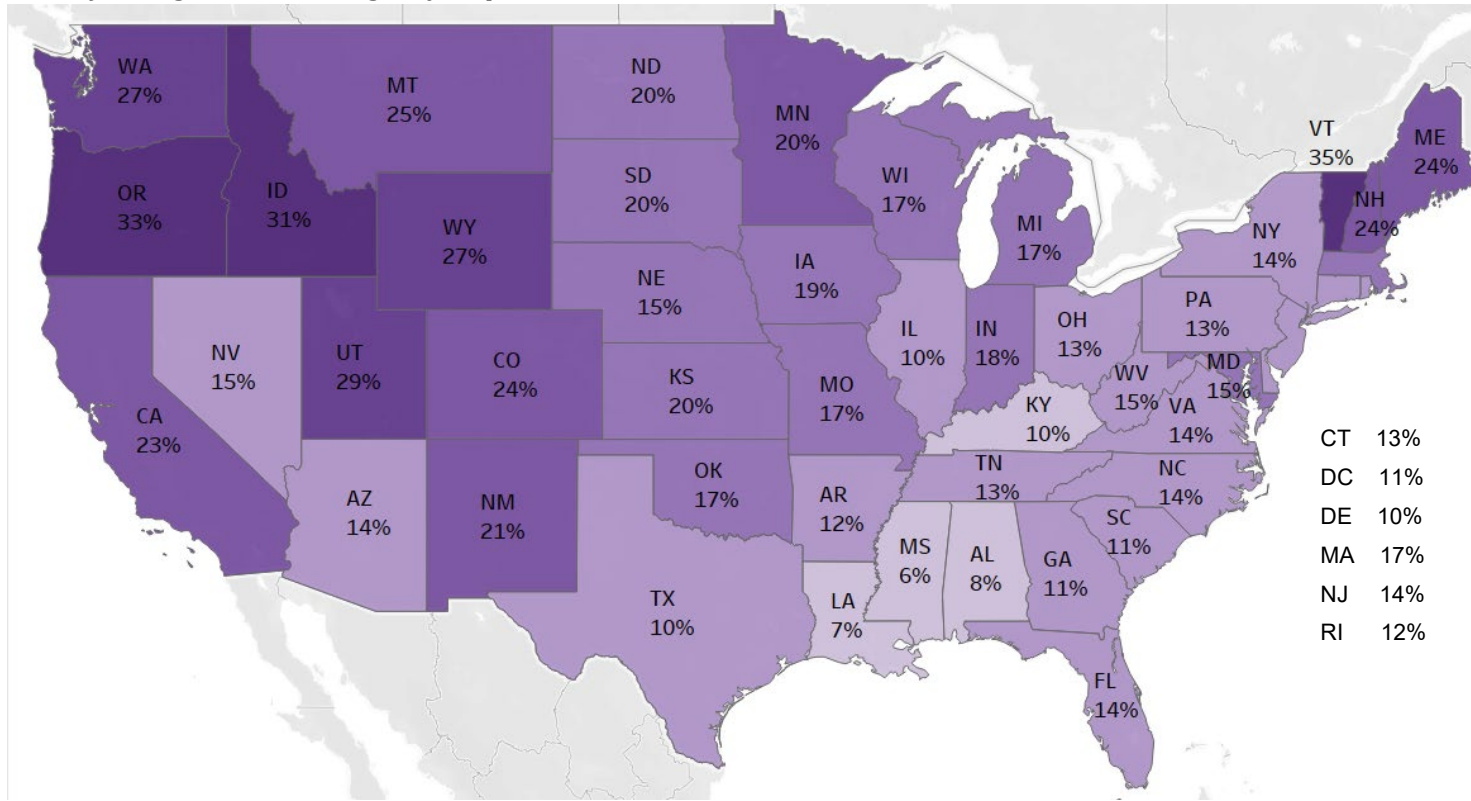 WA
27%
MT
25%
ND
20%
MN
20%
VT
35%
ME
24%
OR
33%
ID
31%
WY
27%
SD
20%
WI
17%
MI
17%
NH
24%
NY
14%
NE
15%
IA
19%
NV
15%
UT
29%
CO
24%
KS
20%
MO
17%
IL
10%
IN
18%
OH
13%
PA
13%
MD
15%
WV
15%
VA
14%
KY
10%
CA
23%
AZ
14%
NM
21%
OK
17%
AR
12%
TN
13%
NC
14%
SC
11%
MS
6%
AL
8%
GA
11%
TX
10%
LA
7%
FL
14%
CT 13%
DC 11%
DE 10%
MA 17%
NJ 14%
RI 12%